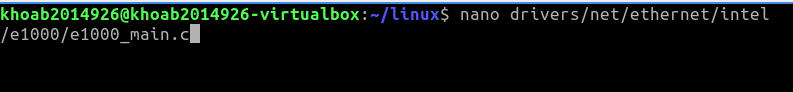 khoab2014926@khoab2014926-virtualbox:~/linux$ nano drivers/net/ethernet/intel
/e1000/e1000_main.c